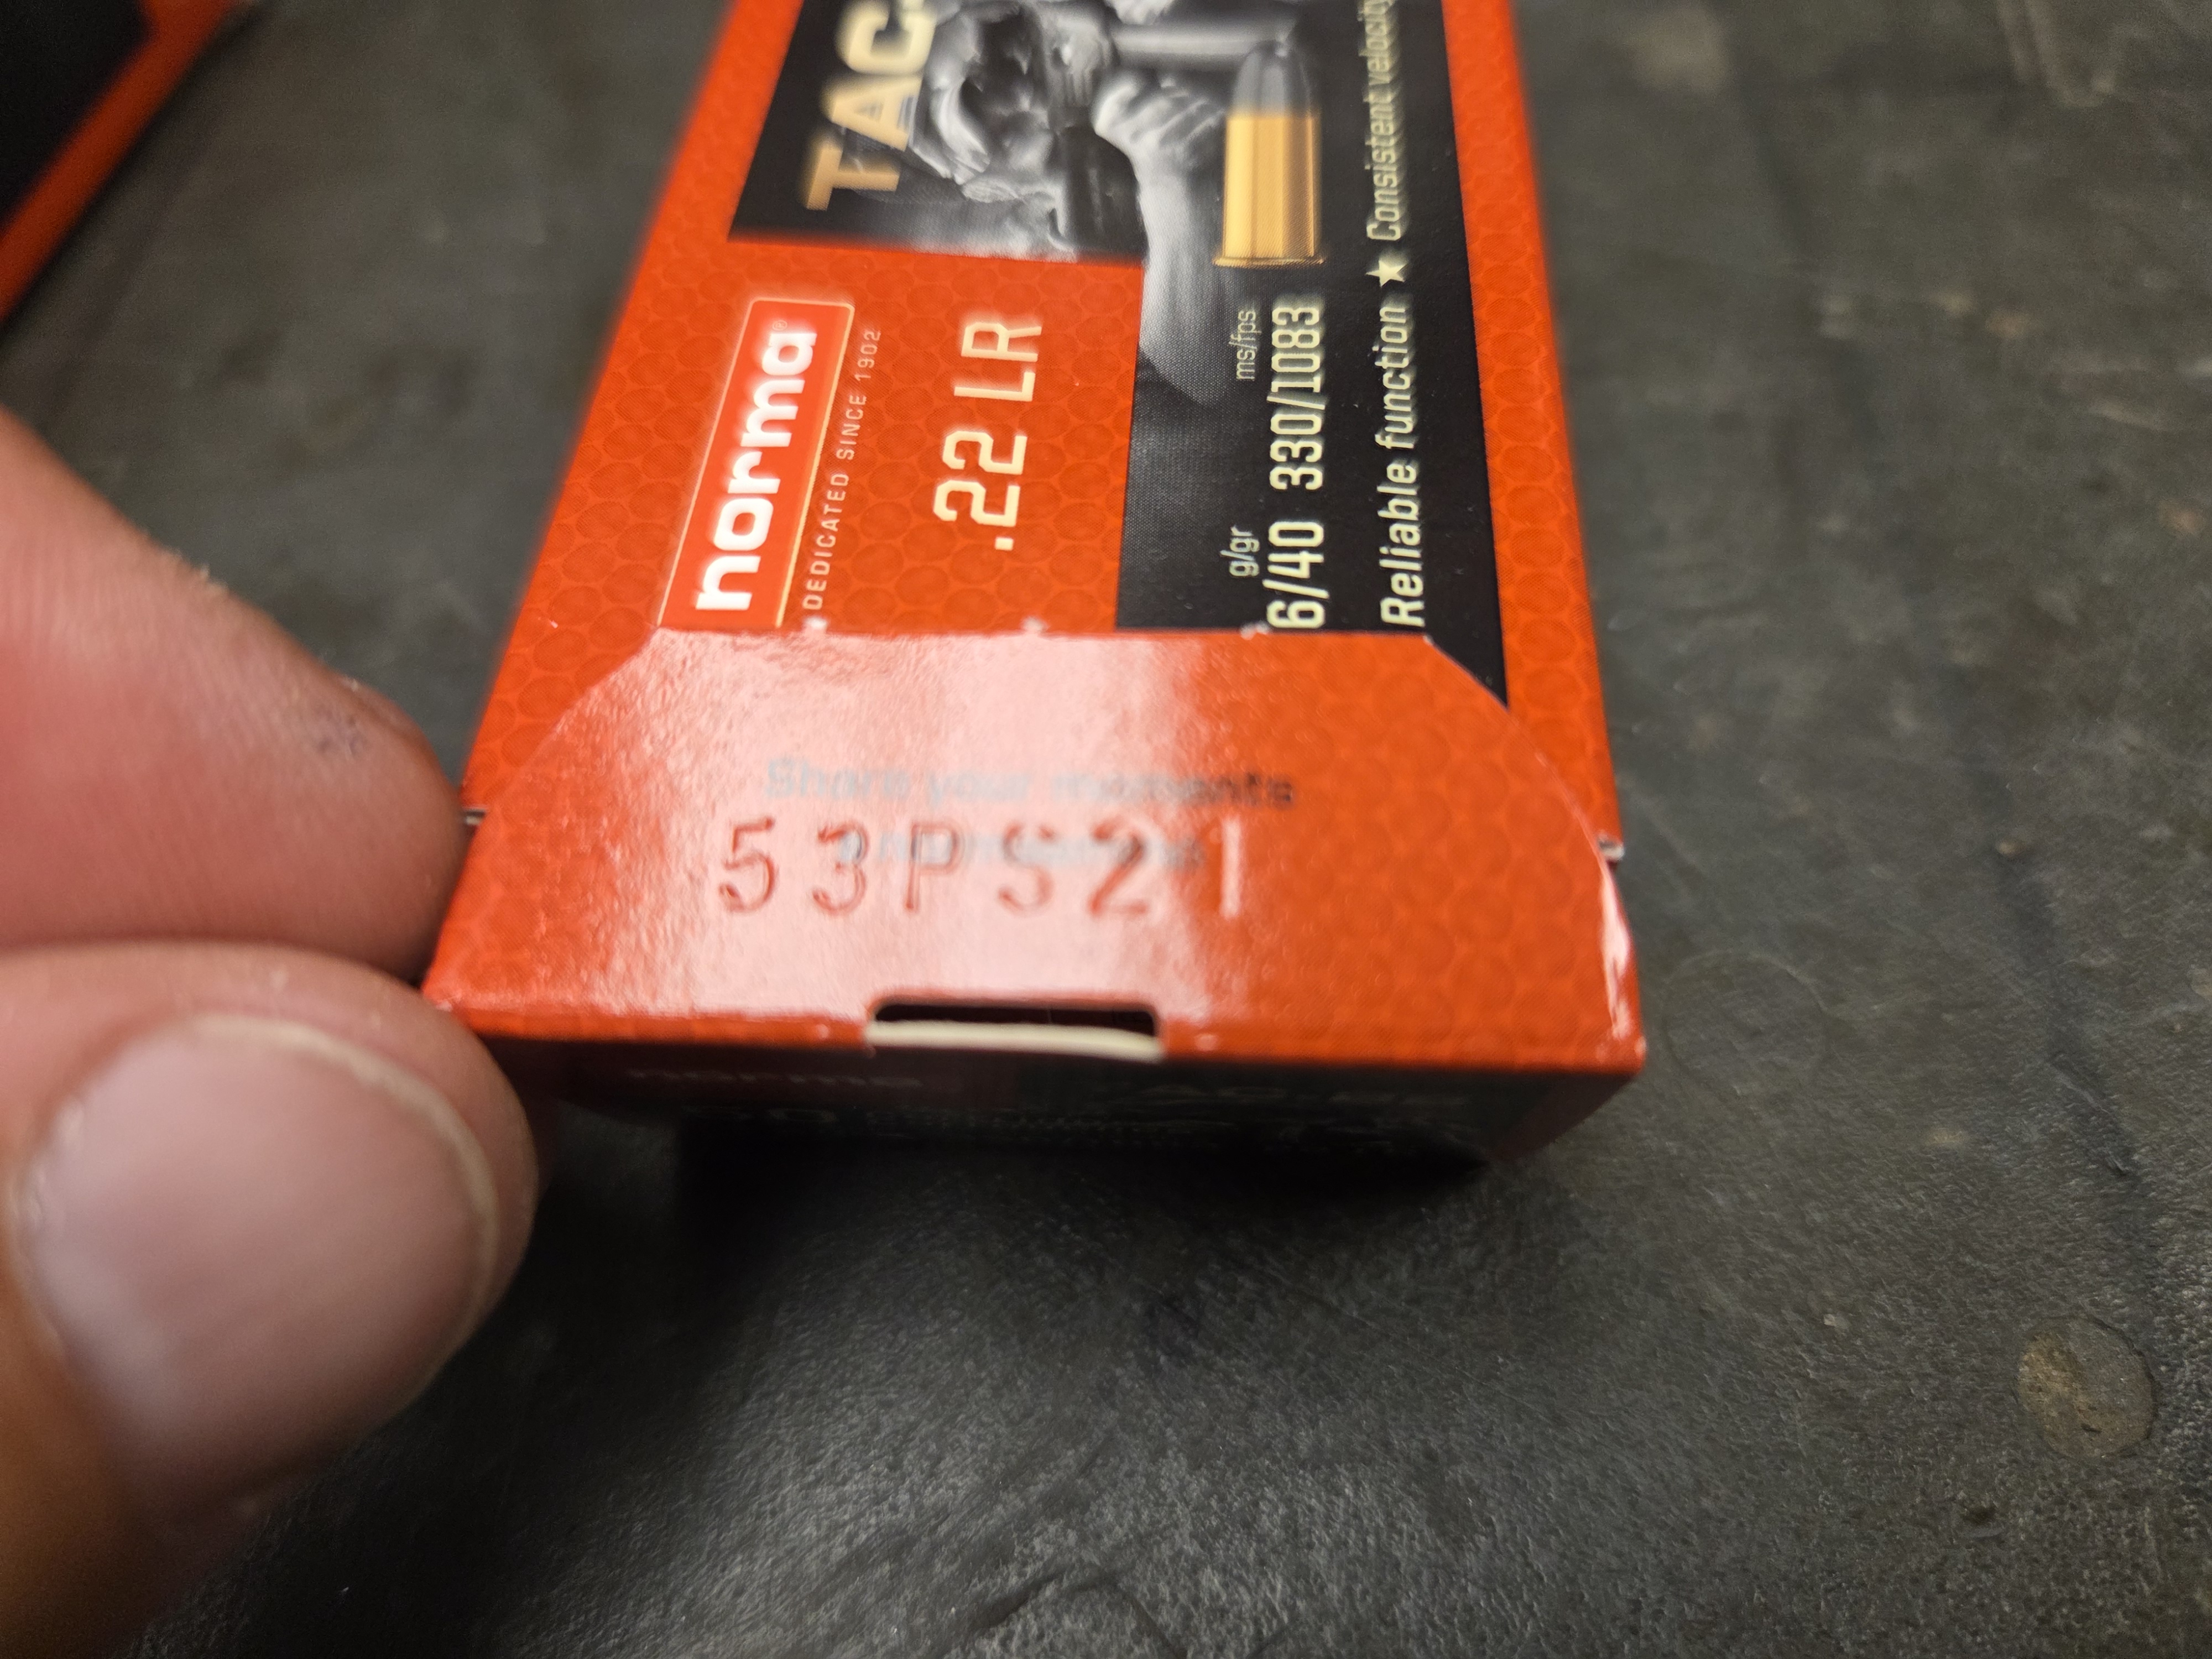 TAC-
norma®
DEDICATED SINCE 1902
.22 LR
g/gr ms/fps
6/40 330/1083
Reliable function ★ Consistent velocity
Share your moments
53PS21